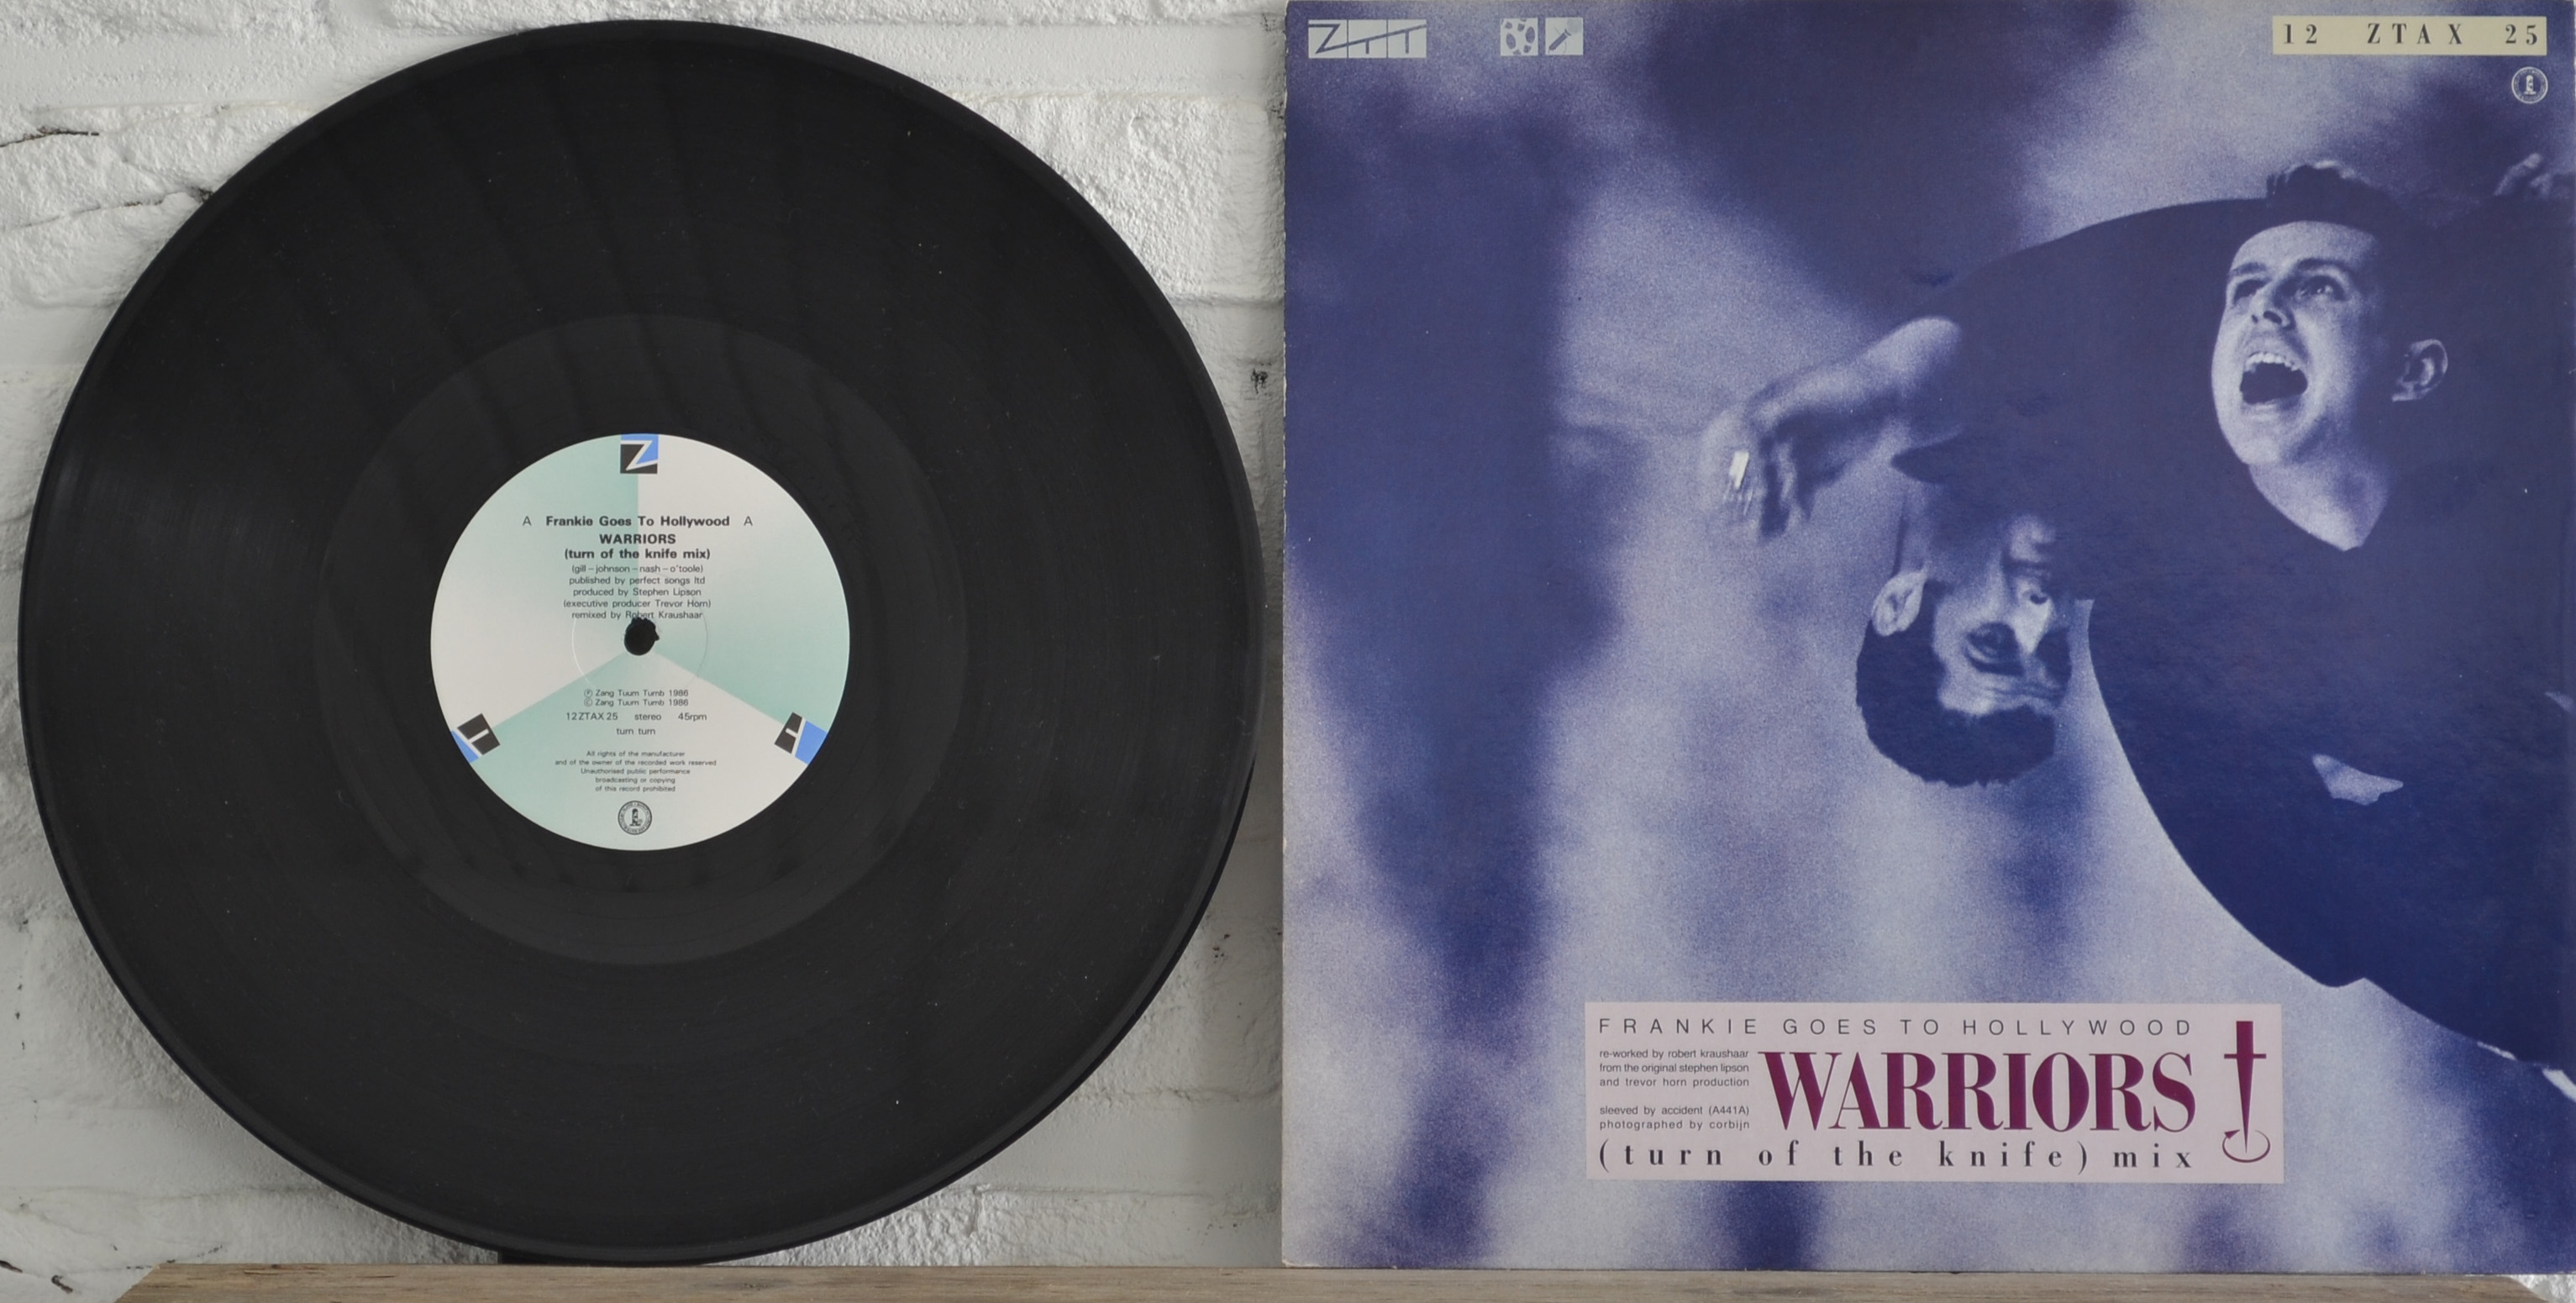 Z
A Frankie Goes To Hollywood A
WARRIORS
(turn of the knife mix)
(gill – johnson – nash – o'toole)
published by perfect songs ltd
produced by Stephen Lipson
(executive producer Trevor Horn)
remixed by Robert Kraushaar
Ⓟ Zang Tuum Tumb 1986
© Zang Tuum Tumb 1986
12 ZTAX 25 stereo 45rpm
turn turn
T
T
All rights of the manufacturer
and of the owner of the recorded work reserved
Unauthorised public performance
broadcasting or copying
of this record prohibited
ZTT
12 ZTAX 25
FRANKIE GOES TO HOLLYWOOD
re-worked by robert kraushaar
from the original stephen lipson
and trevor horn production
WARRIORS
sleeved by accident (A441A)
photographed by corbijn
(turn of the knife) mix